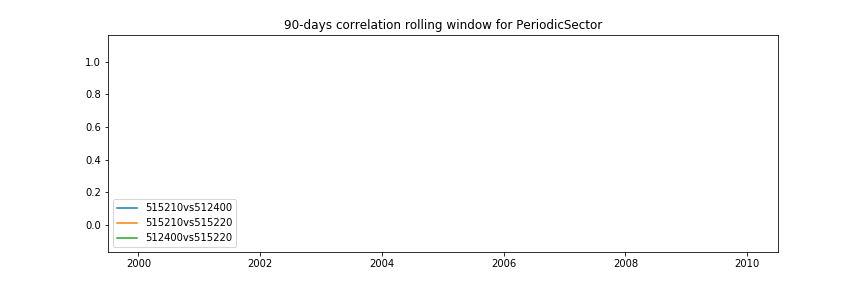 90-days correlation rolling window for PeriodicSector
1.0
0.8
0.6
0.4
0.2
0.0
515210vs512400
515210vs515220
512400vs515220
2000 2002 2004 2006 2008 2010